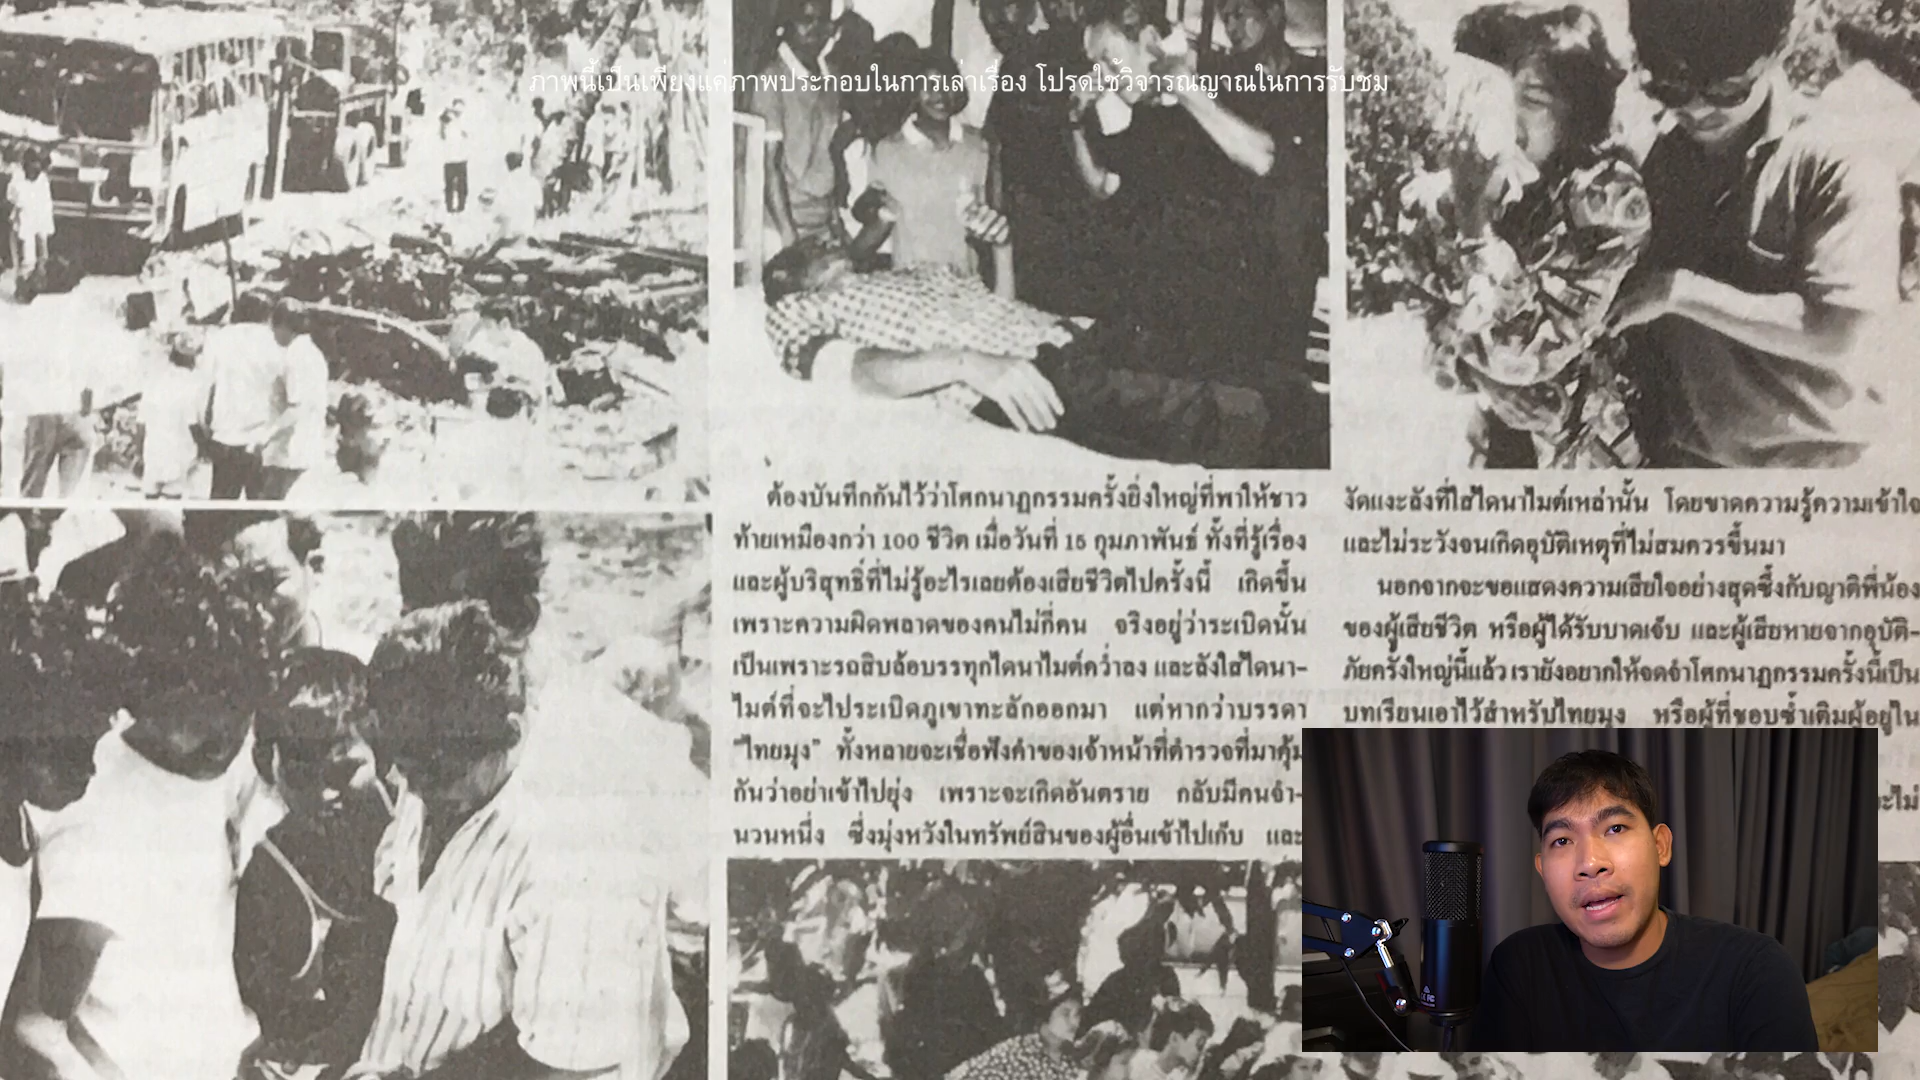 ภาพนี้เป็นเพียงแค่ภาพประกอบในการเล่าเรื่อง โปรดใช้วิจารณญาณในการรับชม
ต้องบันทึกกันไว้ว่าโศกนาฏกรรมครั้งยิ่งใหญ่ที่พาให้ชาว
ท้ายเหมืองกว่า 100 ชีวิต เมื่อวันที่ 15 กุมภาพันธ์ ทั้งที่รู้เรื่อง
และผู้บริสุทธิ์ที่ไม่รู้อะไรเลยต้องเสียชีวิตไปครั้งนี้ เกิดขึ้น
เพราะความผิดพลาดของคนไม่กี่คน จริงอยู่ว่าระเบิดนั้น
เป็นเพราะรถสิบล้อบรรทุกไดนาไมต์คว่ำลง และลังใส่ไดนา-
ไมต์ที่จะไประเบิดภูเขาทะลักออกมา แต่หากว่าบรรดา
"ไทยมุง" ทั้งหลายจะเชื่อฟังคำของเจ้าหน้าที่ตำรวจที่มาคุ้ม
กันว่าอย่าเข้าไปยุ่ง เพราะจะเกิดอันตราย กลับมีคนจำ-
นวนหนึ่ง ซึ่งมุ่งหวังในทรัพย์สินของผู้อื่นเข้าไปเก็บ และ
งัดแงะลังที่ใส่ไดนาไมต์เหล่านั้น โดยขาดความรู้ความเข้าใจ
และไม่ระวังจนเกิดอุบัติเหตุที่ไม่สมควรขึ้นมา
นอกจากจะขอแสดงความเสียใจอย่างสุดซึ้งกับญาติพี่น้อง
ของผู้เสียชีวิต หรือผู้ได้รับบาดเจ็บ และผู้เสียหายจากอุบัติ-
ภัยครั้งใหญ่นี้แล้ว เรายังอยากให้จดจำโศกนาฏกรรมครั้งนี้เป็น
บทเรียนเอาไว้สำหรับไทยมุง หรือผู้ที่ชอบซ้ำเติมผู้อยู่ใน
จะไม่